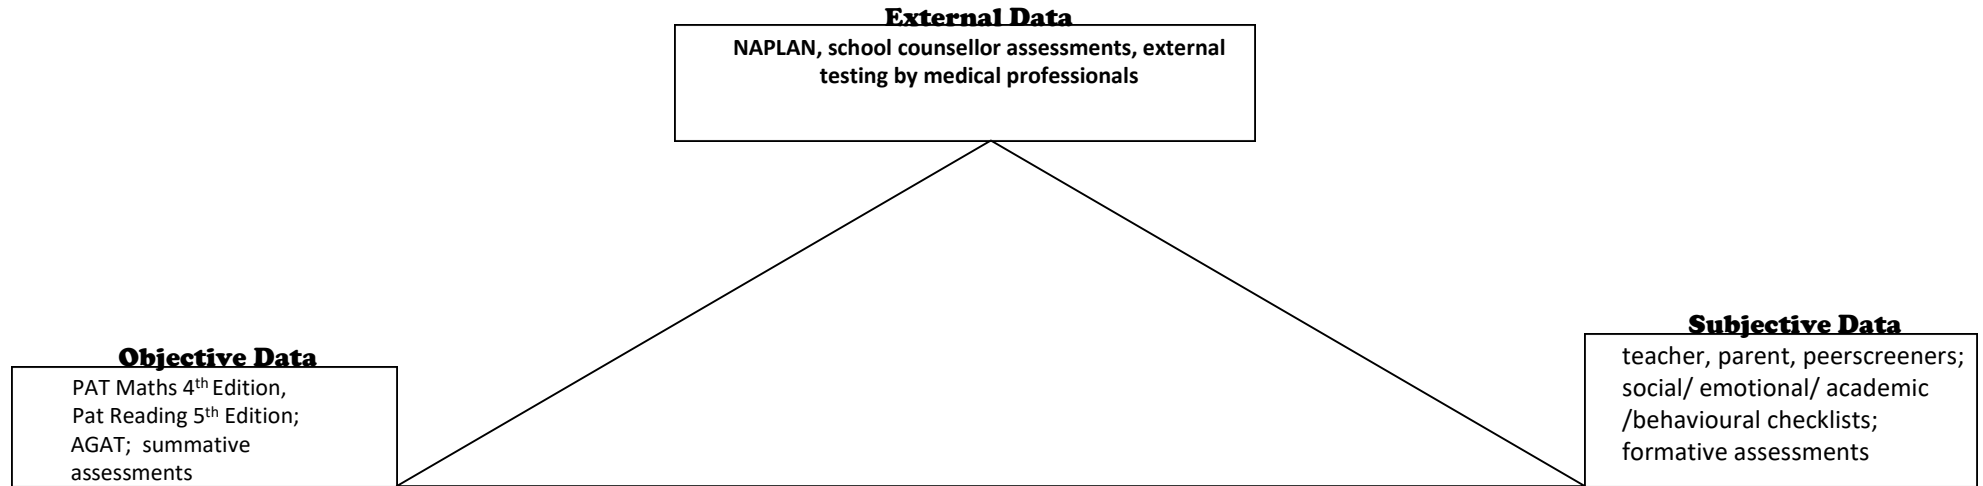 External Data
NAPLAN, school counsellor assessments, external
testing by medical professionals
Objective Data
PAT Maths 4th Edition,
Pat Reading 5th Edition;
AGAT; summative
assessments
Subjective Data
teacher, parent, peerscreeners;
social/ emotional/ academic
/behavioural checklists;
formative assessments